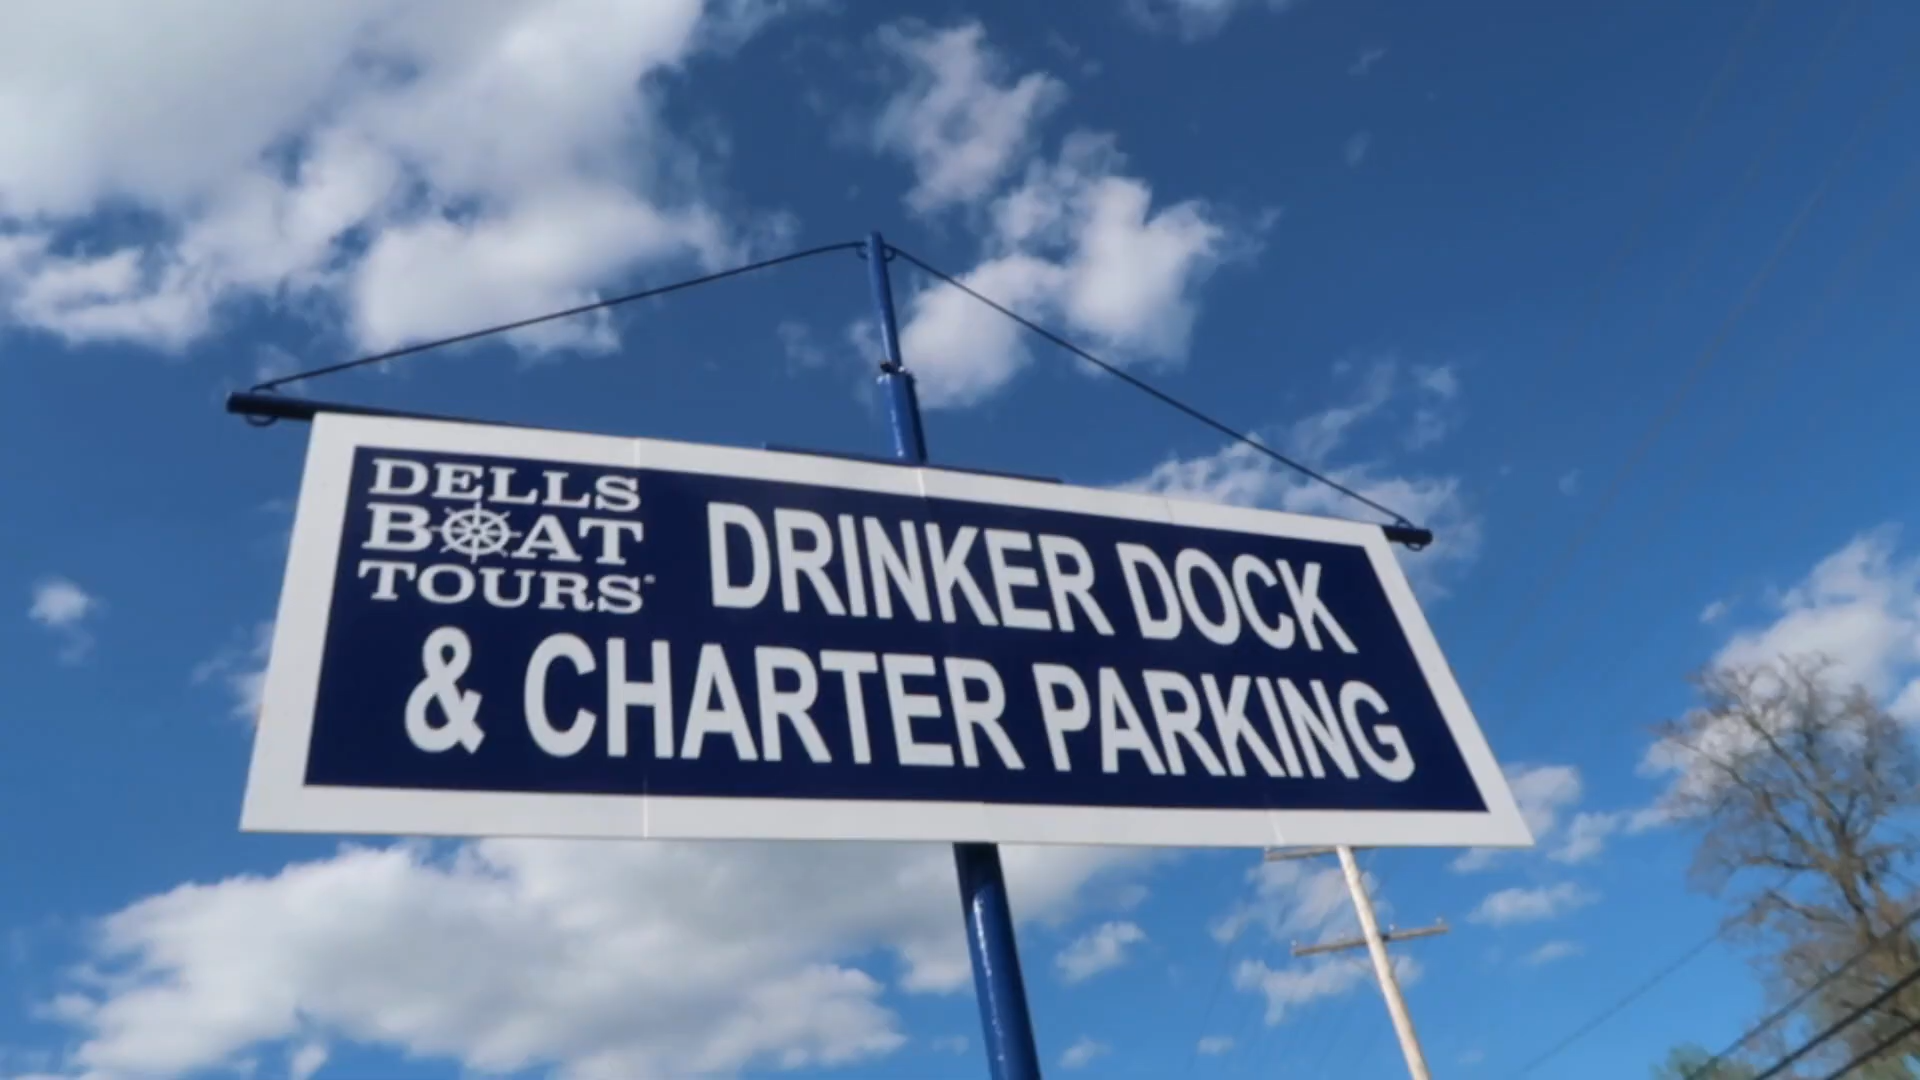 DELLS
BOAT
TOURS
DRINKER DOCK
& CHARTER PARKING